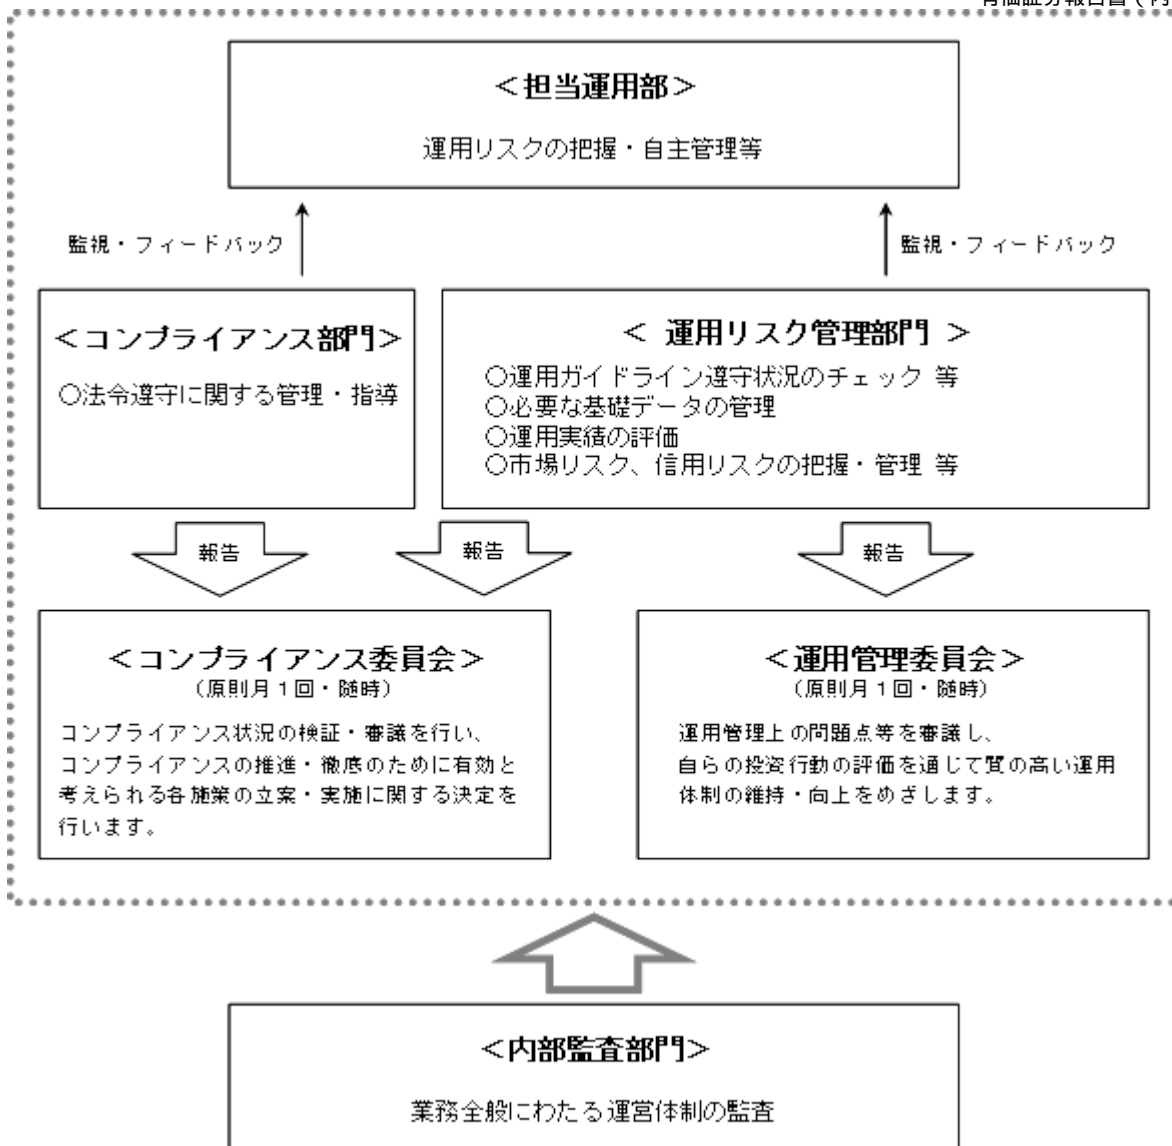 ＜担当運用部＞
運用リスクの把握・自主管理等
監視・フィードバック
監視・フィードバック
＜コンプライアンス部門＞
○法令遵守に関する管理・指導
＜ 運用リスク管理部門 ＞
○運用ガイドライン遵守状況のチェック 等
○必要な基礎データの管理
○運用実績の評価
○市場リスク、信用リスクの把握・管理 等
報告
報告
報告
＜コンプライアンス委員会＞
（原則月１回・随時）
コンプライアンス状況の検証・審議を行い、
コンプライアンスの推進・徹底のために有効と
考えられる各施策の立案・実施に関する決定を
行います。
＜運用管理委員会＞
（原則月１回・随時）
運用管理上の問題点等を審議し、
自らの投資行動の評価を通じて質の高い運用
体制の維持・向上をめざします。
＜内部監査部門＞
業務全般にわたる運営体制の監査